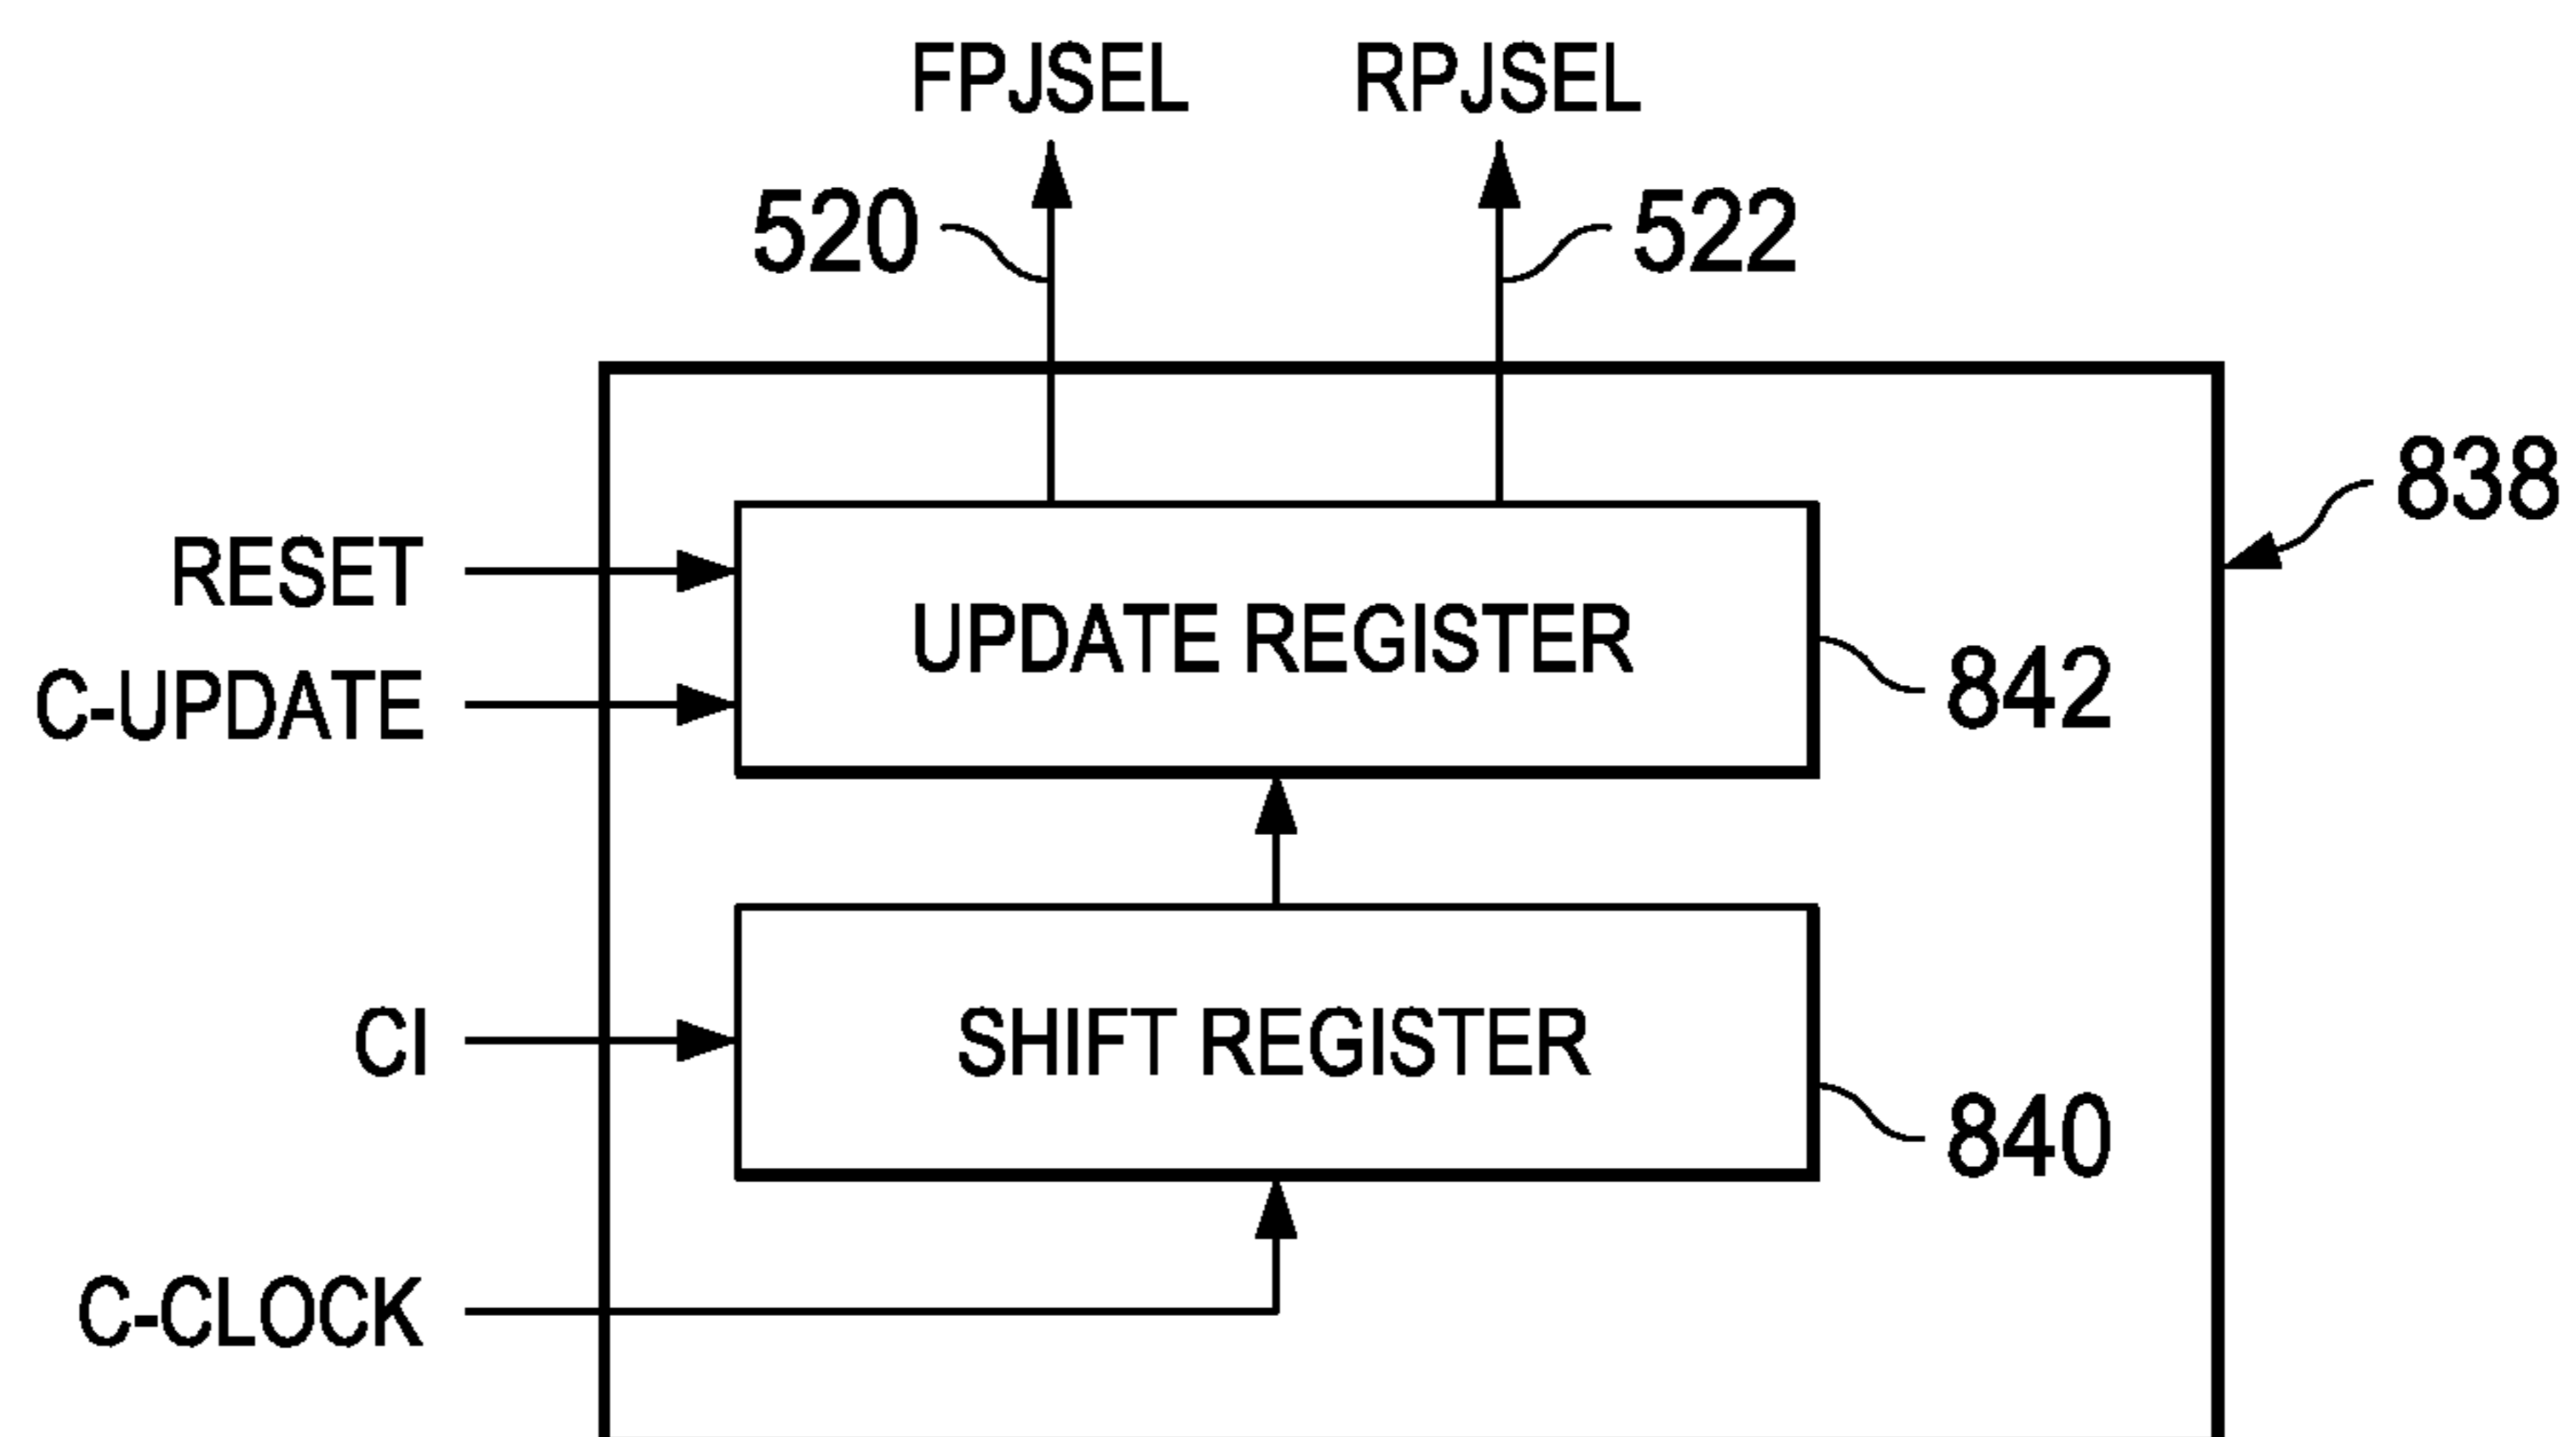 FPJSEL RPJSEL
520 522
838
RESET
UPDATE REGISTER
C-UPDATE
842
CI
SHIFT REGISTER
840
C-CLOCK